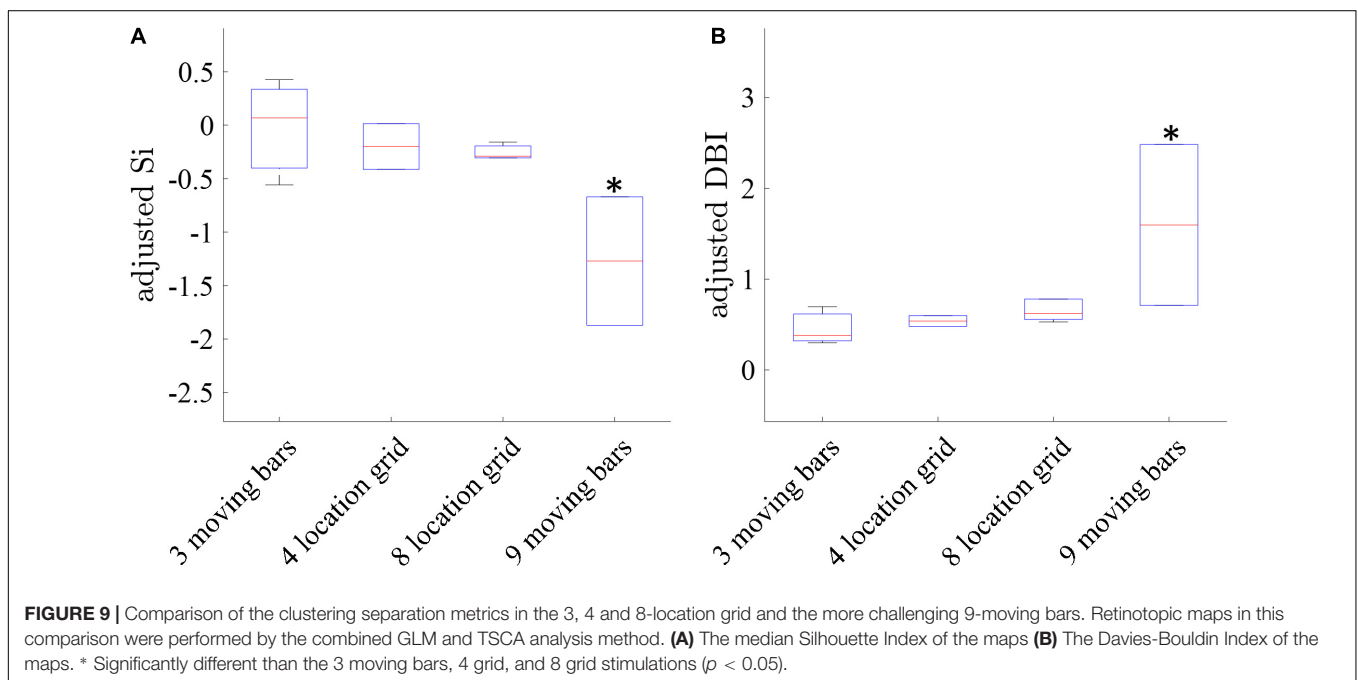 A
0.5
0
-0.5
-1
-1.5
-2
-2.5
adjusted Si
*
3 moving bars
4 location grid
8 location grid
9 moving bars
B
3
2
1
0
adjusted DBI
*
3 moving bars
4 location grid
8 location grid
9 moving bars
FIGURE 9 | Comparison of the clustering separation metrics in the 3, 4 and 8-location grid and the more challenging 9-moving bars. Retinotopic maps in this
comparison were performed by the combined GLM and TSCA analysis method. (A) The median Silhouette Index of the maps (B) The Davies-Bouldin Index of the
maps. * Significantly different than the 3 moving bars, 4 grid, and 8 grid stimulations (p < 0.05).